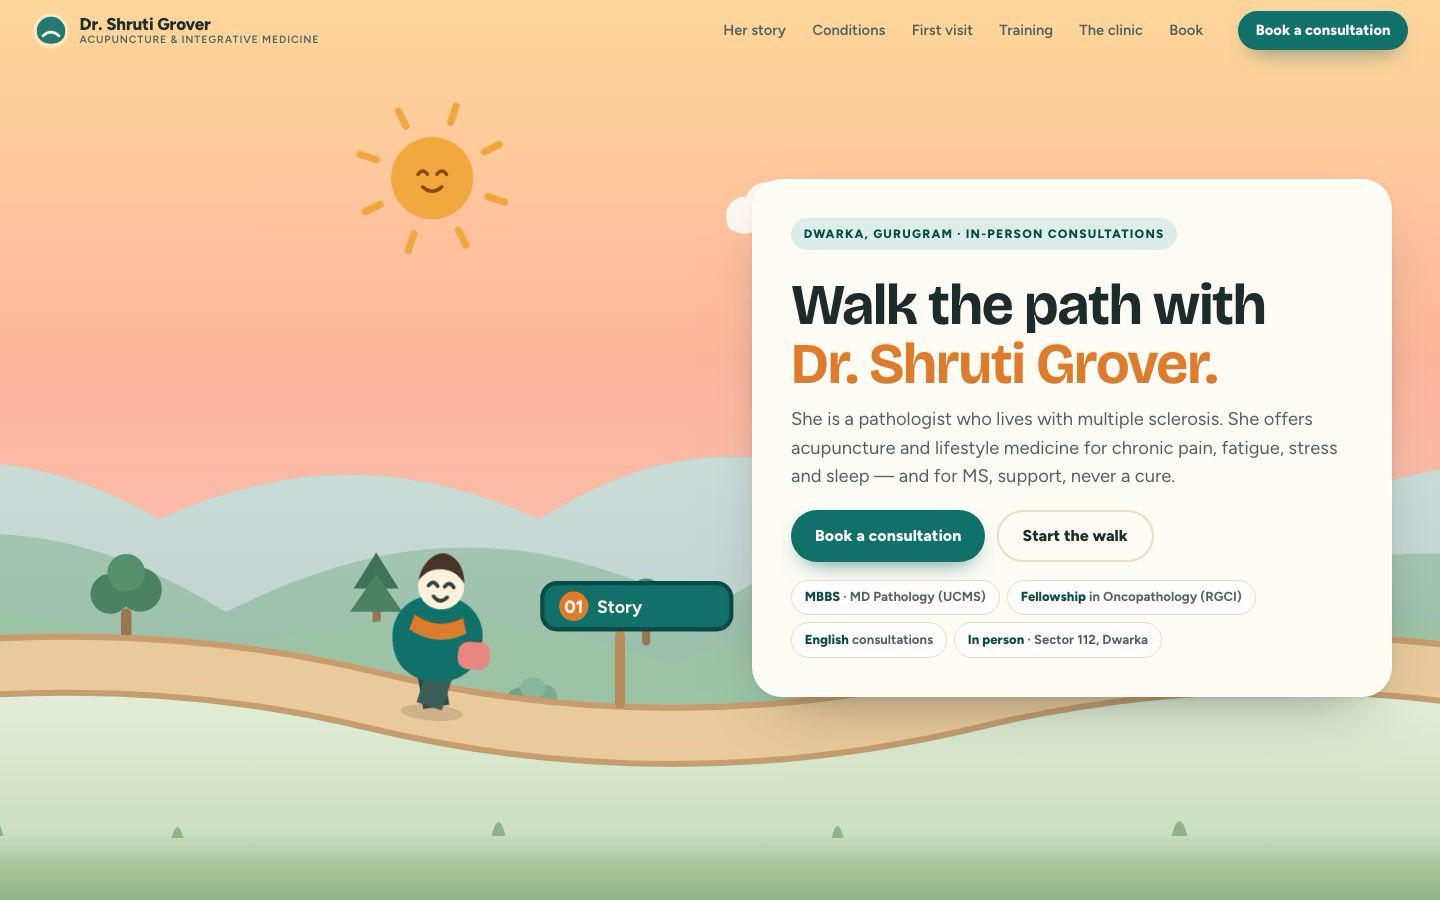 Dr. Shruti Grover
ACUPUNCTURE & INTEGRATIVE MEDICINE
Her story
Conditions
First visit
Training
The clinic
Book
Book a consultation
DWARKA, GURUGRAM · IN-PERSON CONSULTATIONS
Walk the path with
Dr. Shruti Grover.
She is a pathologist who lives with multiple sclerosis. She offers
acupuncture and lifestyle medicine for chronic pain, fatigue, stress
and sleep — and for MS, support, never a cure.
Book a consultation
Start the walk
MBBS · MD Pathology (UCMS)
Fellowship in Oncopathology (RGCI)
English consultations
In person · Sector 112, Dwarka
01 Story